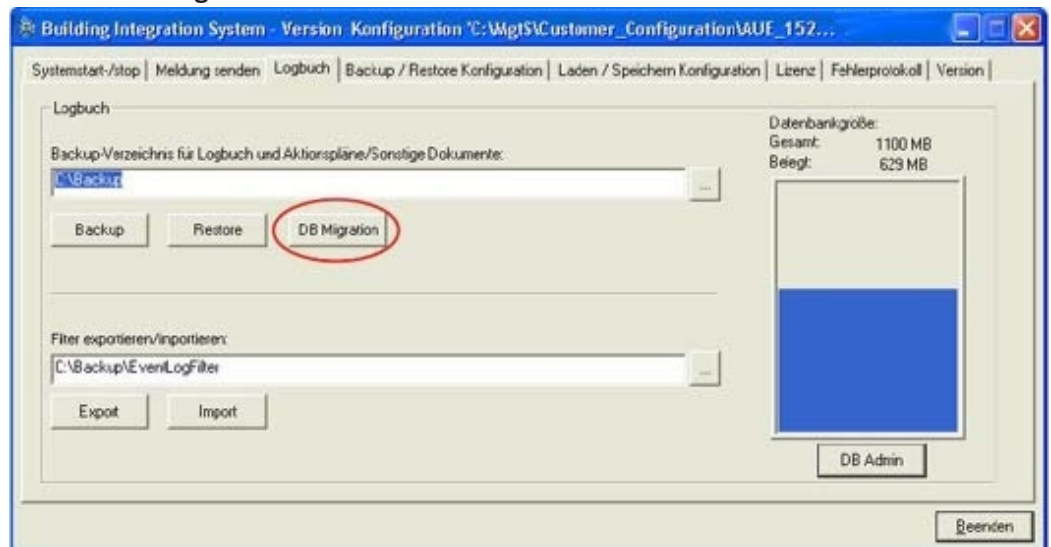 Building Integration System - Version Konfiguration "C:\MgtS\Customer_Configuration\AUE_152...
Systemstart-/stop Meldung senden Logbuch Backup / Restore Konfiguration Laden / Speichern Konfiguration Lizenz Fehlerprotokoll Version
Logbuch
Backup-Verzeichnis für Logbuch und Aktionspläne/Sonstige Dokumente:
C:\Backup
...
Backup Restore DB Migration
Filter exportieren/importieren:
C:\Backup\EventLogFilter
...
Export Import
Datenbankgröße:
Gesamt: 1100 MB
Belegt: 629 MB
DB Admin
Beenden